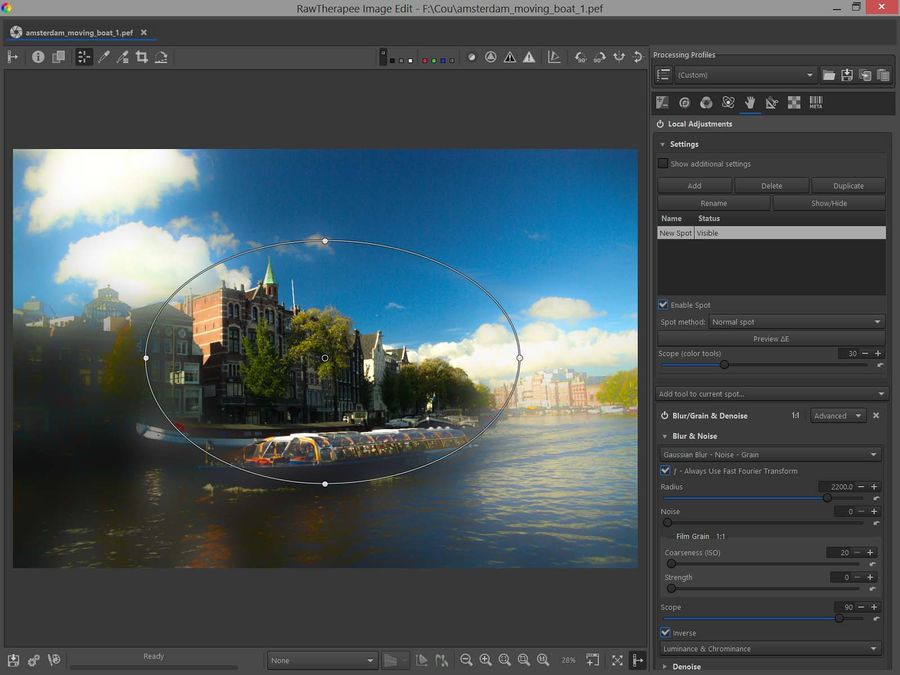 RawTherapee Image Edit - F:\Cou\amsterdam_moving_boat_1.pef
amsterdam_moving_boat_1.pef
Processing Profiles
(Custom)
META
Local Adjustments
Settings
Show additional settings
Add Delete Duplicate
Rename Show/Hide
Name Status
New Spot Visible
Enable Spot
Spot method: Normal spot
Preview ΔE
Scope (color tools) 30
Add tool to current spot...
Blur/Grain & Denoise 1:1 Advanced
Blur & Noise
Gaussian Blur - Noise - Grain
ƒ - Always Use Fast Fourier Transform
Radius 2200.0
Noise 0
Film Grain 1:1
Coarseness (ISO) 20
Strength 0
Scope 90
Inverse
Luminance & Chrominance
Denoise
Ready None 28%